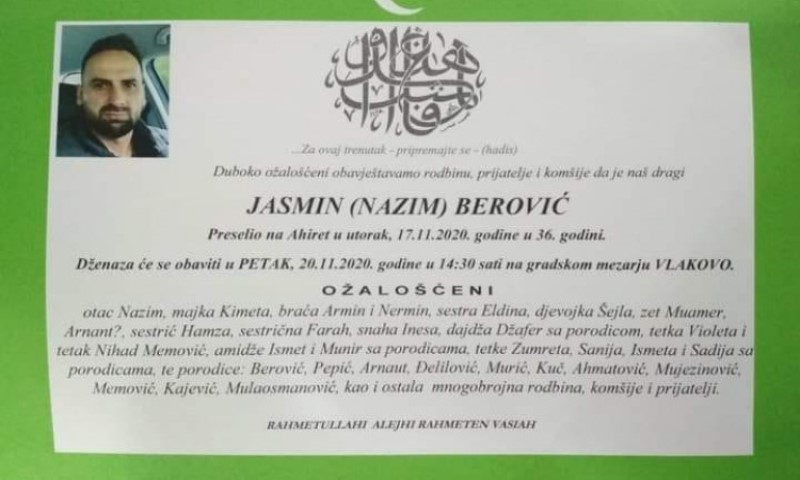 ...Za ovaj trenutak - pripremajte se - (hadis)
Duboko ožalošćeni obavještavamo rodbinu, prijatelje i komšije da je naš dragi
JASMIN (NAZIM) BEROVIĆ
Preselio na Ahiret u utorak, 17.11.2020. godine u 36. godini.
Dženaza će se obaviti u PETAK, 20.11.2020. godine u 14:30 sati na gradskom mezarju VLAKOVO.
OŽALOŠĆENI
otac Nazim, majka Kimeta, braća Armin i Nermin, sestra Eldina, djevojka Šejla, zet Muamer,
Arnant?, sestrić Hamza, sestrična Farah, snaha Inesa, dajdža Džafer sa porodicom, tetka Violeta i
tetak Nihad Memović, amidže Ismet i Munir sa porodicama, tetke Zumreta, Sanija, Ismeta i Sadija sa
porodicama, te porodice: Berović, Pepić, Arnaut, Delilović, Murić, Kuč, Ahmatović, Mujezinović,
Memović, Kajević, Mulaosmanović, kao i ostala mnogobrojna rodbina, komšije i prijatelji.
RAHMETULLAHI ALEJHI RAHMETEN VASIAH